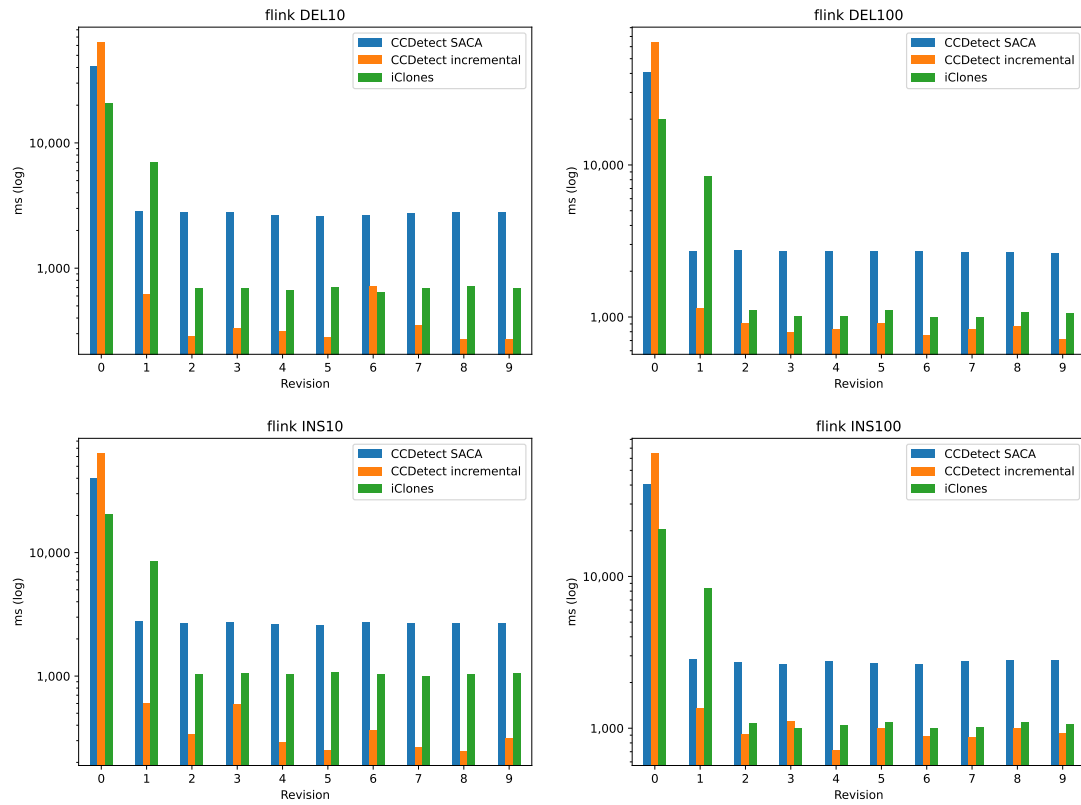 flink DEL10
CCDetect SACA
CCDetect incremental
iClones
10,000
1,000
ms (log)
0 1 2 3 4 5 6 7 8 9
Revision
flink DEL100
CCDetect SACA
CCDetect incremental
iClones
10,000
1,000
ms (log)
0 1 2 3 4 5 6 7 8 9
Revision
flink INS10
CCDetect SACA
CCDetect incremental
iClones
10,000
1,000
ms (log)
0 1 2 3 4 5 6 7 8 9
Revision
flink INS100
CCDetect SACA
CCDetect incremental
iClones
10,000
1,000
ms (log)
0 1 2 3 4 5 6 7 8 9
Revision